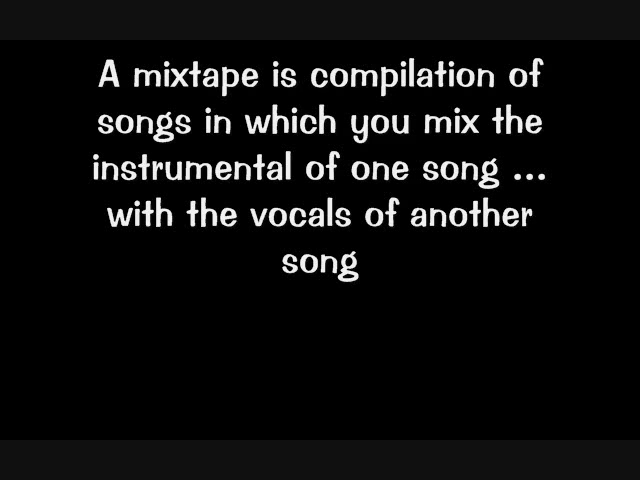 A mixtape is compilation of
songs in which you mix the
instrumental of one song ...
with the vocals of another
song